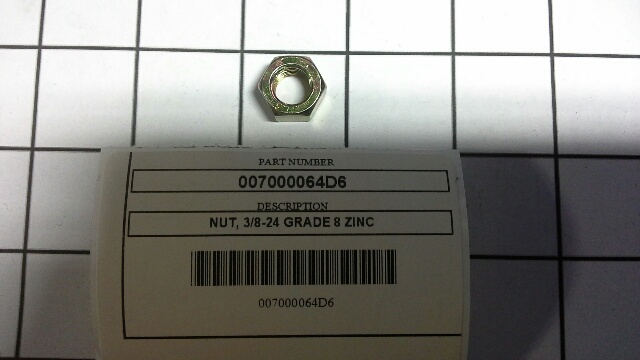 PART NUMBER
007000064D6
DESCRIPTION
NUT, 3/8-24 GRADE 8 ZINC
007000064D6